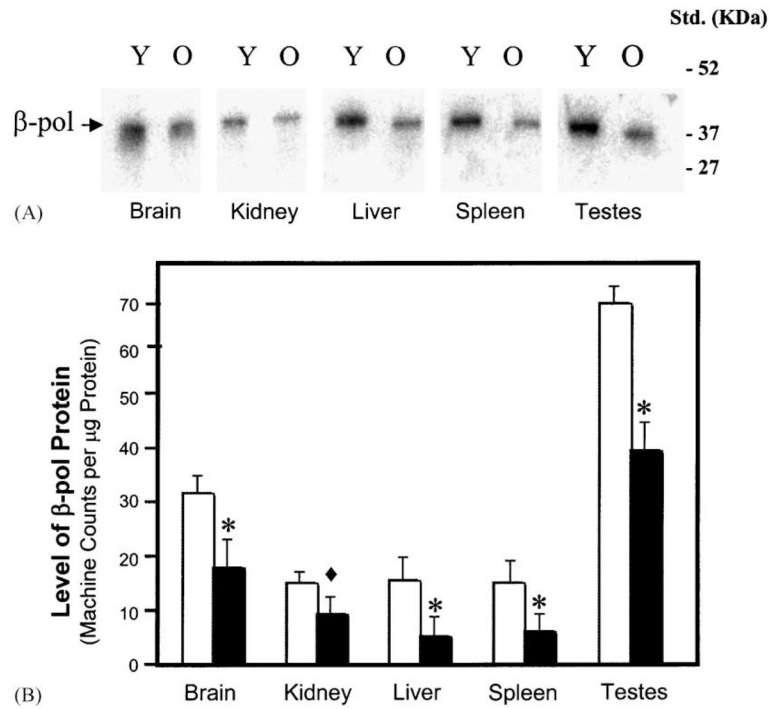 Std. (KDa)
Y O Y O Y O Y O Y O
- 52
β-pol
- 37
- 27
(A)
Brain Kidney Liver Spleen Testes
70
60
50
40
30
20
10
0
Level of β-pol Protein
(Machine Counts per µg Protein)
* ♦ * * *
(B)
Brain Kidney Liver Spleen Testes